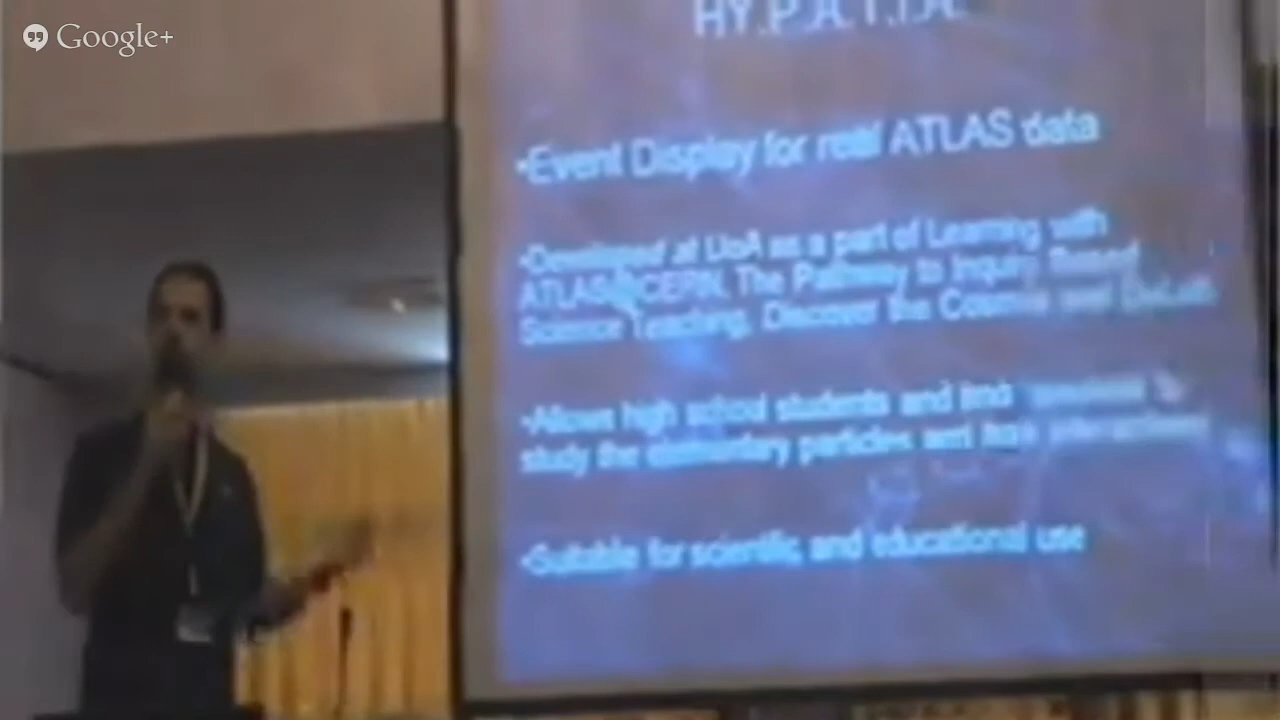 Google+
HY.P.A.T.I.A.
•Event Display for real ATLAS data
•Developed at UoA as a part of Learning with
ATLAS@CERN, The Pathway to Inquiry Based
Science Teaching, Discover the Cosmos and
•Allows high school students and
study the elementary particles and their
•Suitable for scientific and educational use